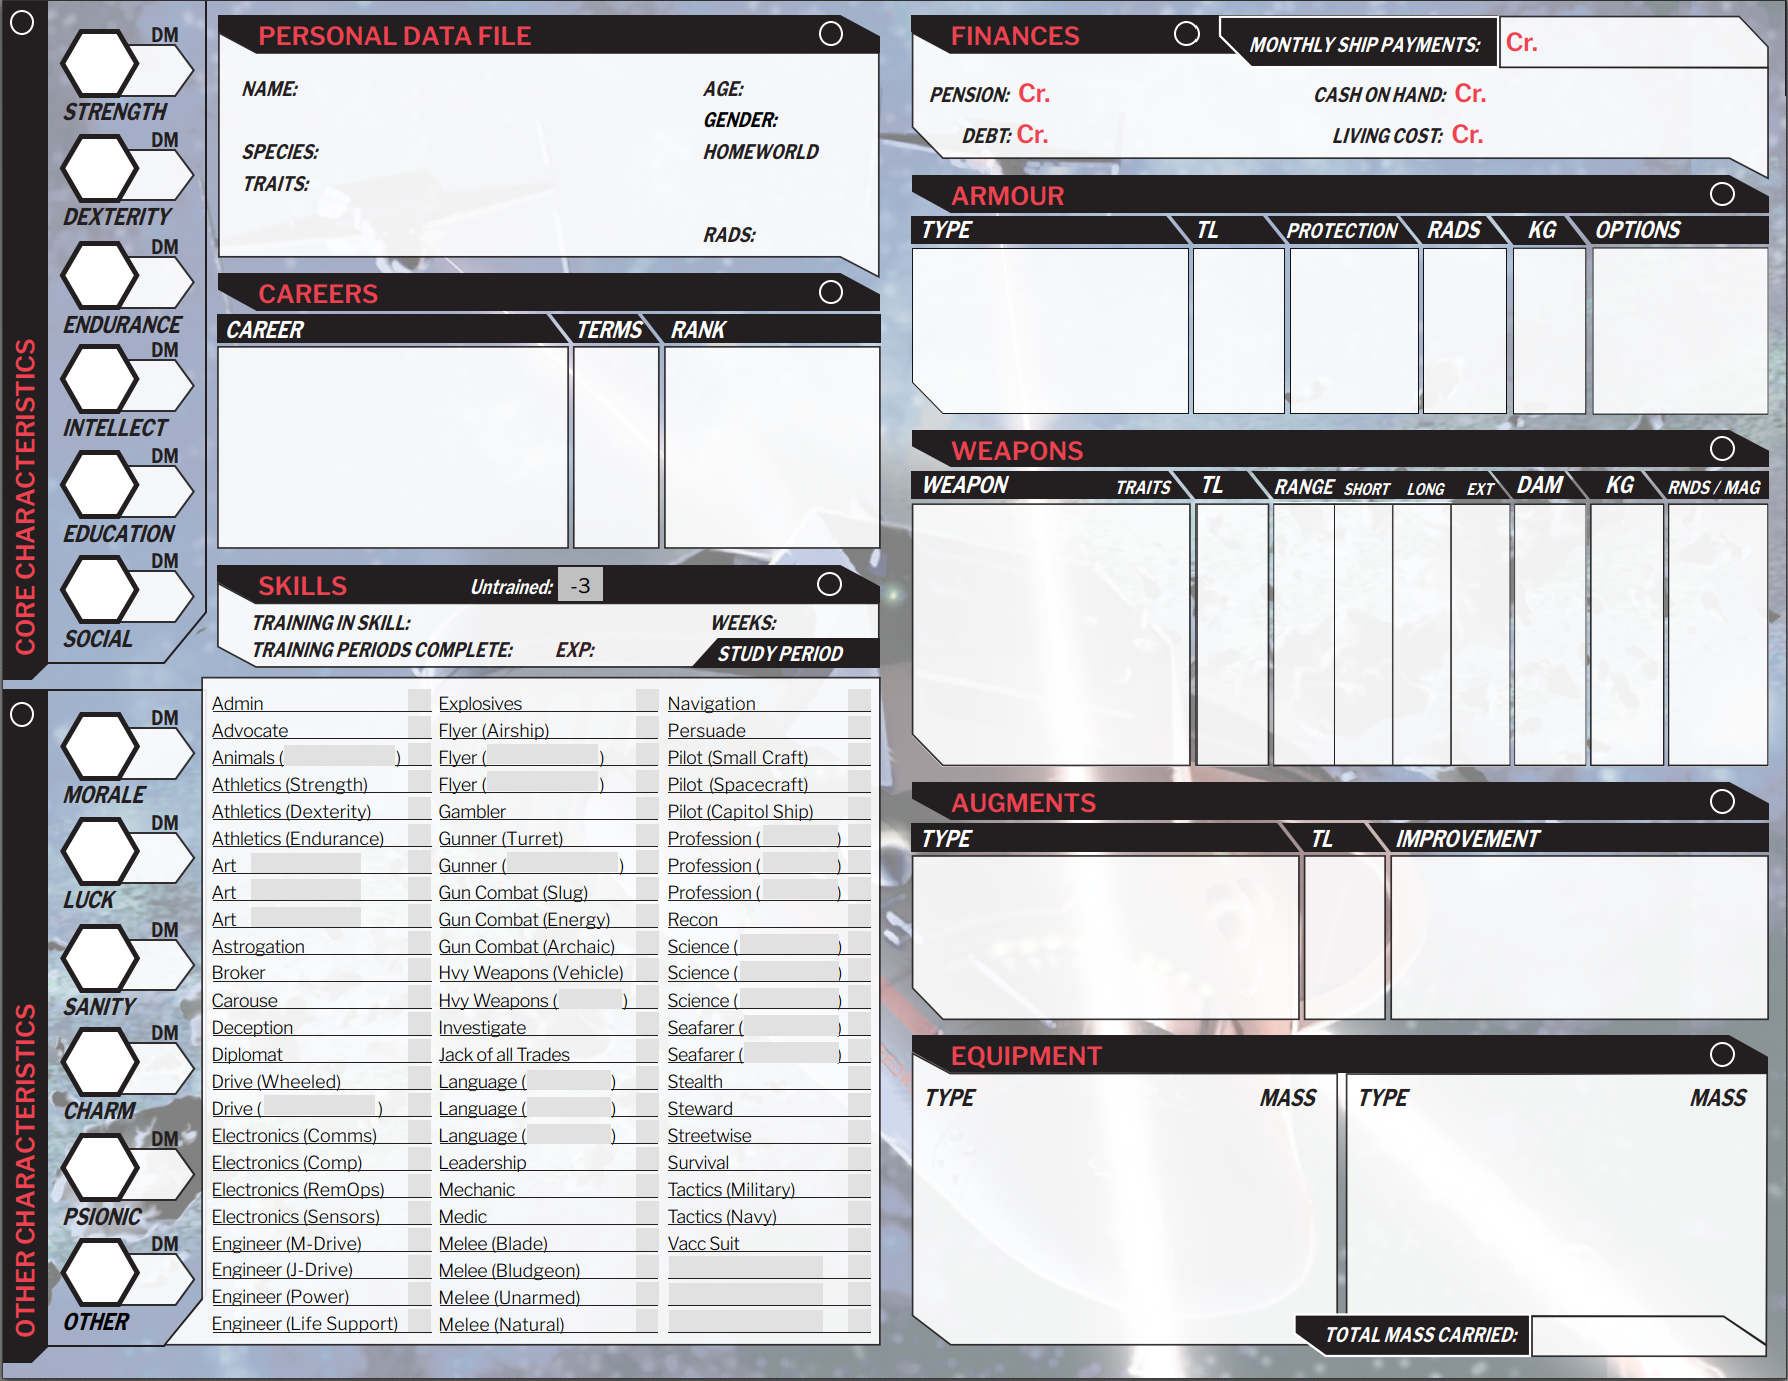 CORE CHARACTERISTICS
DM
STRENGTH
DM
DEXTERITY
DM
ENDURANCE
DM
INTELLECT
DM
EDUCATION
DM
SOCIAL
OTHER CHARACTERISTICS
DM
MORALE
DM
LUCK
DM
SANITY
DM
CHARM
DM
PSIONIC
DM
OTHER
PERSONAL DATA FILE
NAME:
AGE:
GENDER:
SPECIES:
HOMEWORLD
TRAITS:
RADS:
CAREERS
CAREER TERMS RANK
SKILLS Untrained: -3
TRAINING IN SKILL: WEEKS:
TRAINING PERIODS COMPLETE: EXP: STUDY PERIOD
Admin
Advocate
Animals ( )
Athletics (Strength)
Athletics (Dexterity)
Athletics (Endurance)
Art
Art
Art
Astrogation
Broker
Carouse
Deception
Diplomat
Drive (Wheeled)
Drive ( )
Electronics (Comms)
Electronics (Comp)
Electronics (RemOps)
Electronics (Sensors)
Engineer (M-Drive)
Engineer (J-Drive)
Engineer (Power)
Engineer (Life Support)
Explosives
Flyer (Airship)
Flyer ( )
Flyer ( )
Gambler
Gunner (Turret)
Gunner ( )
Gun Combat (Slug)
Gun Combat (Energy)
Gun Combat (Archaic)
Hvy Weapons (Vehicle)
Hvy Weapons ( )
Investigate
Jack of all Trades
Language ( )
Language ( )
Language ( )
Leadership
Mechanic
Medic
Melee (Blade)
Melee (Bludgeon)
Melee (Unarmed)
Melee (Natural)
Navigation
Persuade
Pilot (Small Craft)
Pilot (Spacecraft)
Pilot (Capitol Ship)
Profession ( )
Profession ( )
Profession ( )
Recon
Science ( )
Science ( )
Science ( )
Seafarer ( )
Seafarer ( )
Stealth
Steward
Streetwise
Survival
Tactics (Military)
Tactics (Navy)
Vacc Suit
FINANCES MONTHLY SHIP PAYMENTS: Cr.
PENSION: Cr. CASH ON HAND: Cr.
DEBT: Cr. LIVING COST: Cr.
ARMOUR
TYPE TL PROTECTION RADS KG OPTIONS
WEAPONS
WEAPON TRAITS TL RANGE SHORT LONG EXT DAM KG RNDS / MAG
AUGMENTS
TYPE TL IMPROVEMENT
EQUIPMENT
TYPE MASS TYPE MASS
TOTAL MASS CARRIED: